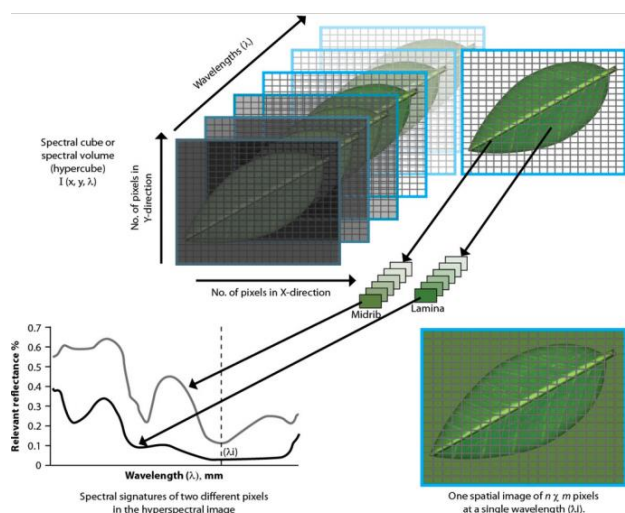 Wavelengths (λ)
Spectral cube or
spectral volume
(hypercube)
I (x, y, λ)
No. of pixels in
Y-direction
No. of pixels in X-direction
Midrib
Lamina
Relevant reflectance %
0.7
0.6
0.5
0.4
0.3
0.2
0.1
0
(λi)
Wavelength (λ), mm
Spectral signatures of two different pixels
in the hyperspectral image
One spatial image of n χ m pixels
at a single wavelength (λi).